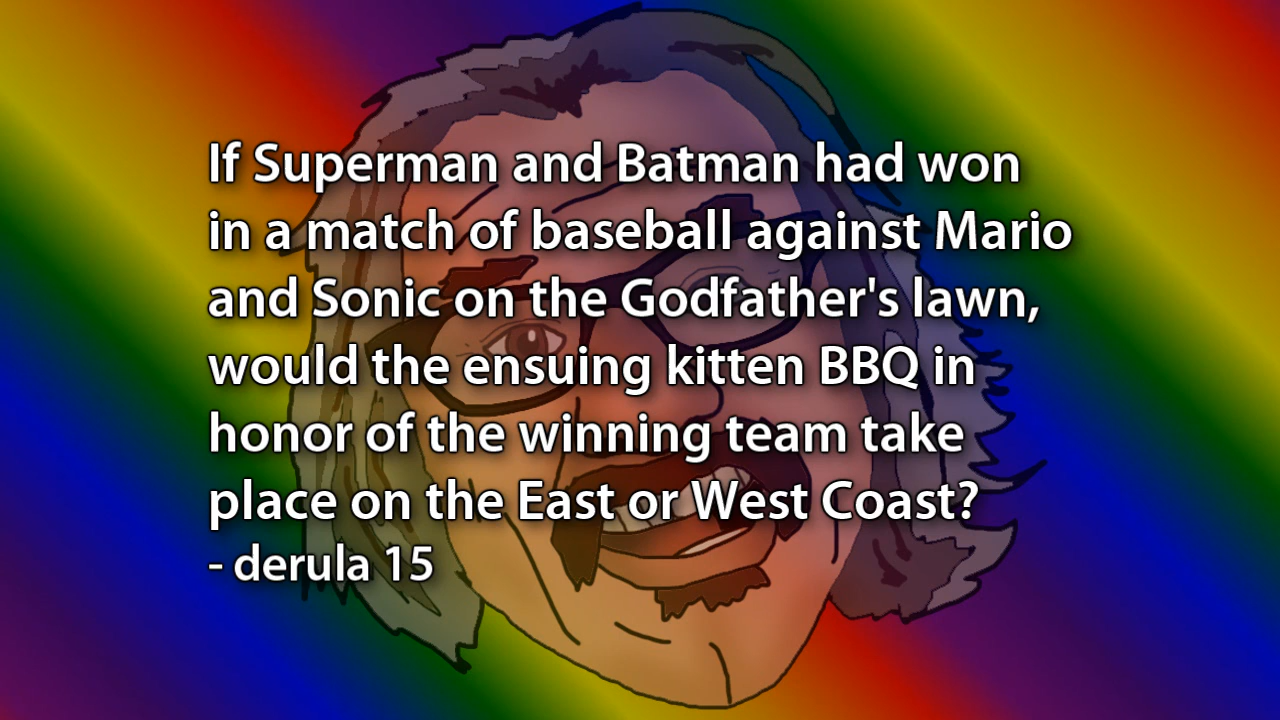 If Superman and Batman had won
in a match of baseball against Mario
and Sonic on the Godfather's lawn,
would the ensuing kitten BBQ in
honor of the winning team take
place on the East or West Coast?
- derula 15